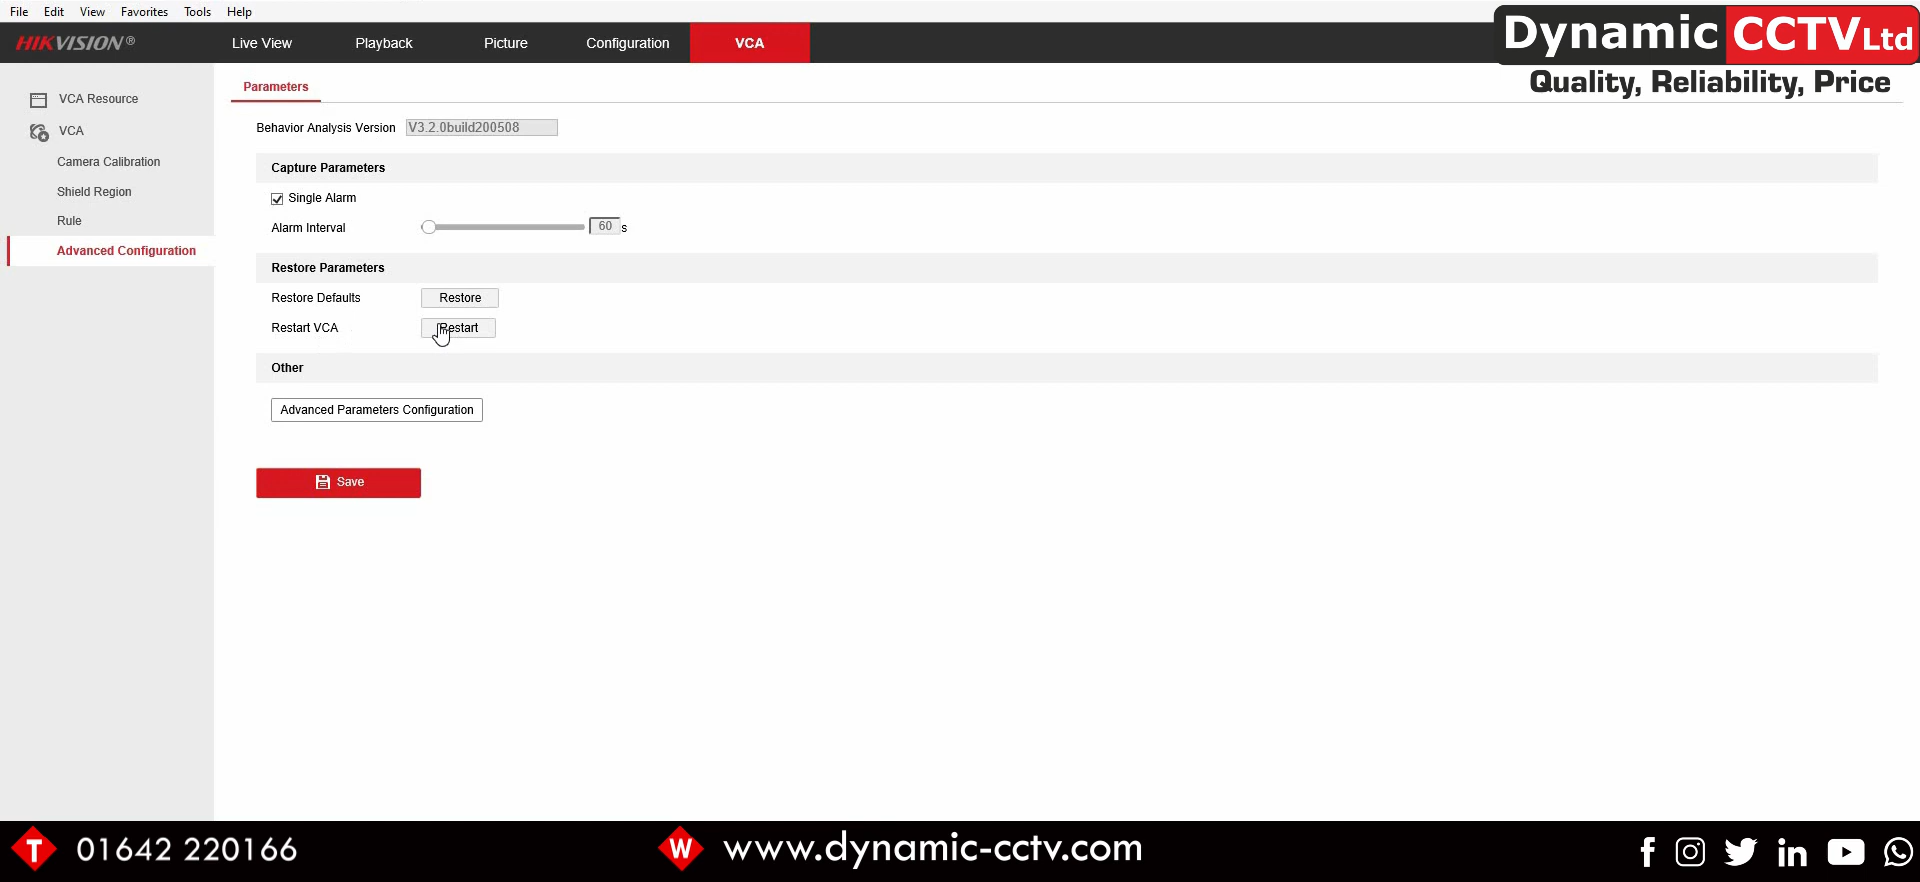 File Edit View Favorites Tools Help
HIKVISION® Live View Playback Picture Configuration VCA
Dynamic CCTV Ltd
Quality, Reliability, Price
VCA Resource
VCA
Camera Calibration
Shield Region
Rule
Advanced Configuration
Parameters
Behavior Analysis Version V3.2.0build200508
Capture Parameters
Single Alarm
Alarm Interval 60 s
Restore Parameters
Restore Defaults Restore
Restart VCA Restart
Other
Advanced Parameters Configuration
Save
T 01642 220166 W www.dynamic-cctv.com